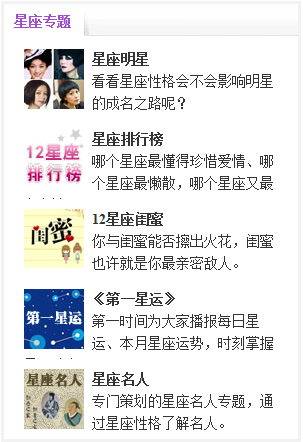 星座专题
星座明星
看看星座性格会不会影响明星
的成名之路呢？
12星座
排行榜
星座排行榜
哪个星座最懂得珍惜爱情、哪
个星座最懒散，哪个星座又最
闺蜜
12星座闺蜜
你与闺蜜能否擦出火花，闺蜜
也许就是你最亲密敌人。
第一星运
《第一星运》
第一时间为大家播报每日星
运、本月星座运势，时刻掌握
星座名人
星座名人
专门策划的星座名人专题，通
过星座性格了解名人。